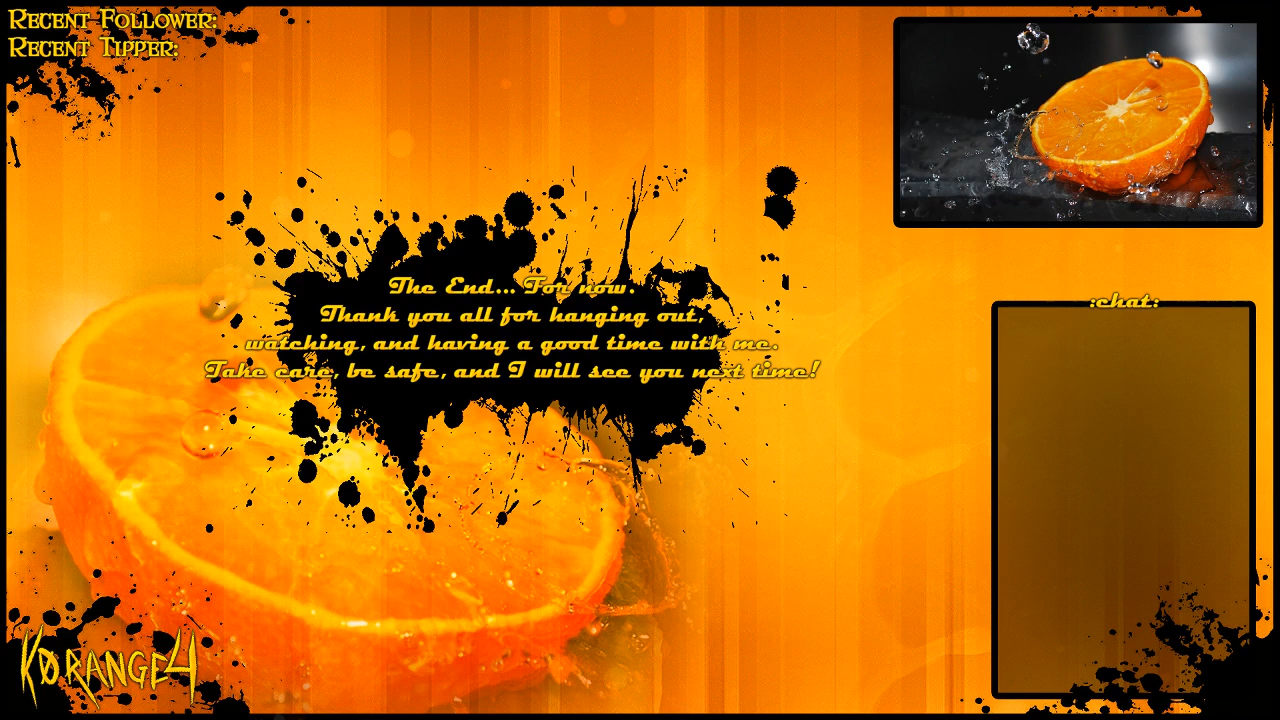 Recent Follower:
Recent Tipper:
The End... For now.
Thank you all for hanging out,
watching, and having a good time with me.
Take care, be safe, and I will see you next time!
:chat:
KØRANGE4